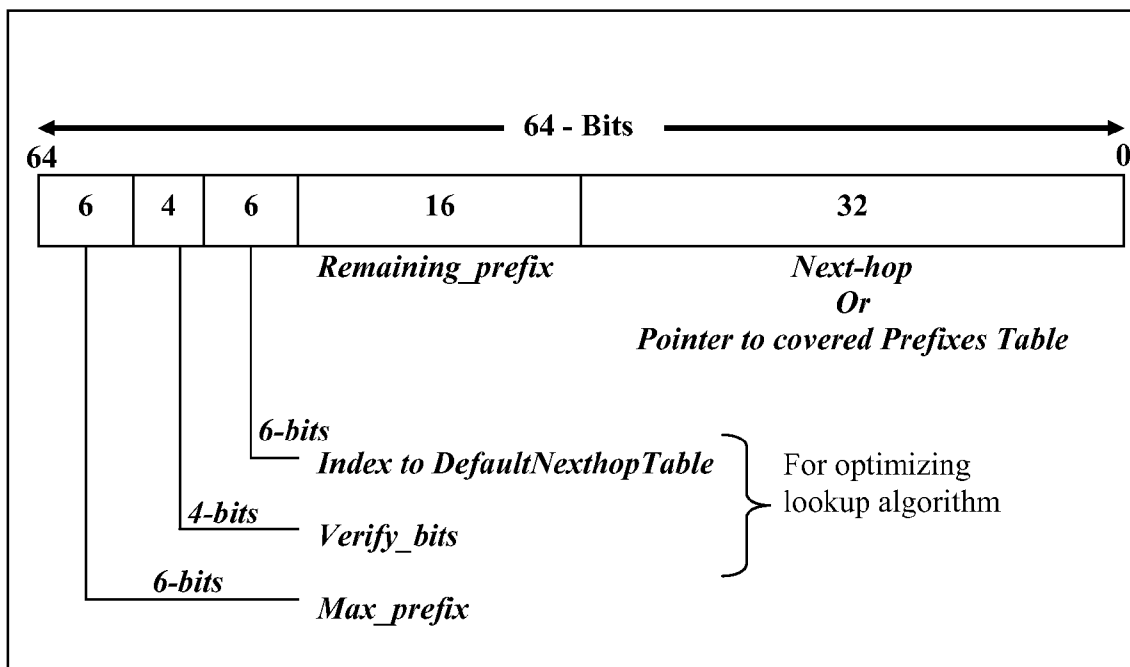 64 - Bits
64 0
6 4 6 16 32
Remaining_prefix Next-hop
Or
Pointer to covered Prefixes Table
6-bits
Index to DefaultNexthopTable
For optimizing
lookup algorithm
4-bits
Verify_bits
6-bits
Max_prefix